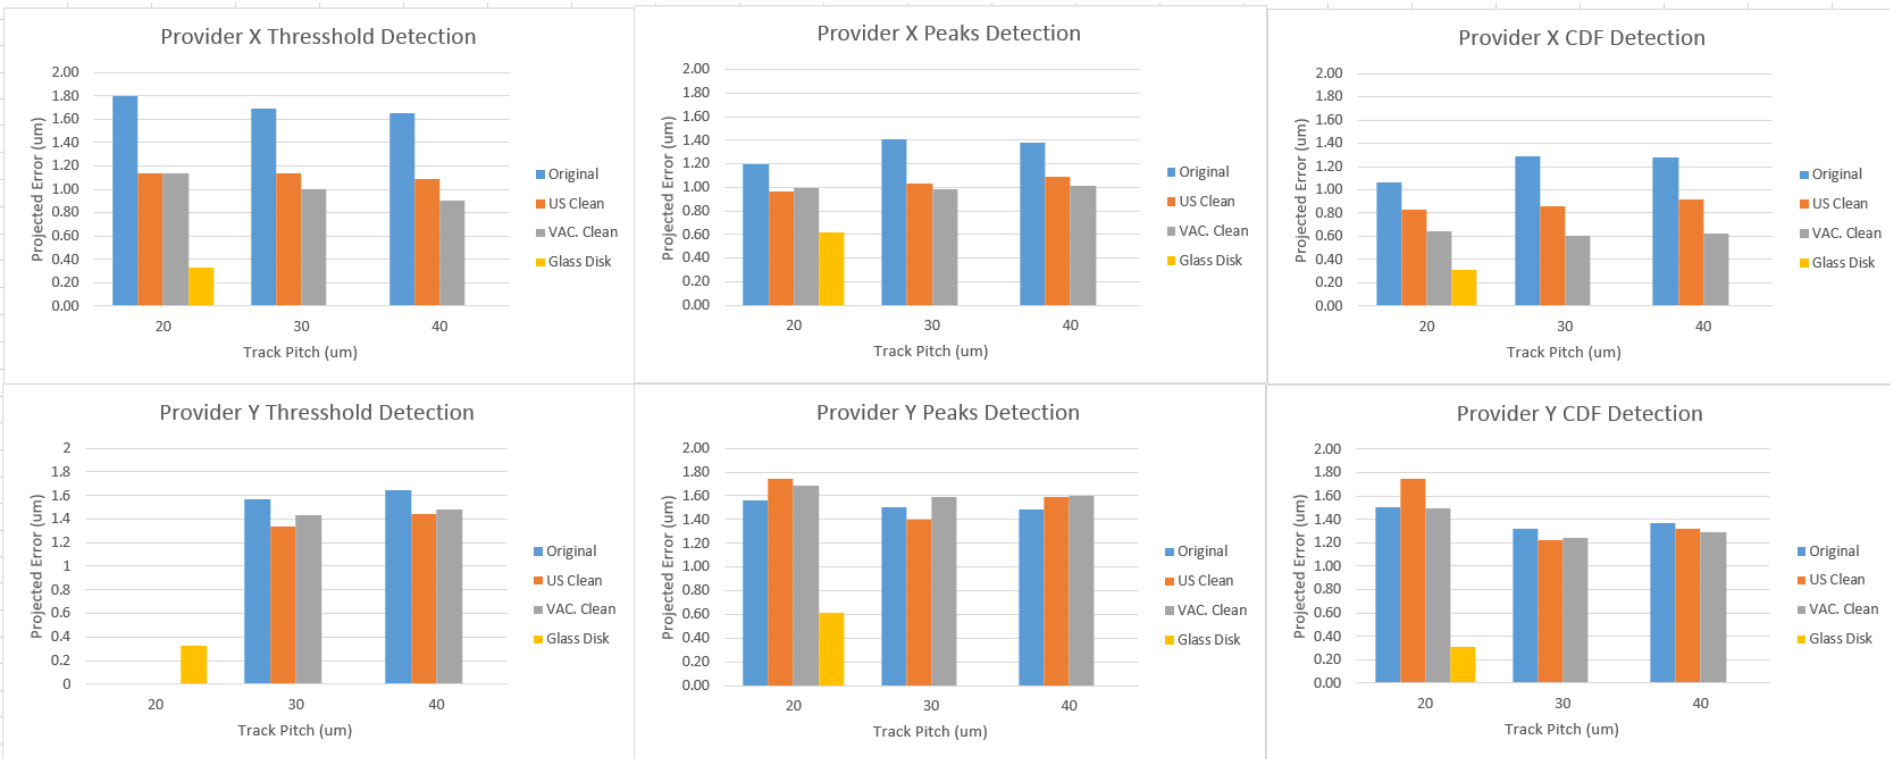 Provider X Thresshold Detection
2.00
1.80
1.60
1.40
1.20
1.00
0.80
0.60
0.40
0.20
0.00
Projected Error (um)
20 30 40
Track Pitch (um)
Original
US Clean
VAC. Clean
Glass Disk
Provider X Peaks Detection
2.00
1.80
1.60
1.40
1.20
1.00
0.80
0.60
0.40
0.20
0.00
Projected Error (um)
20 30 40
Track Pitch (um)
Original
US Clean
VAC. Clean
Glass Disk
Provider X CDF Detection
2.00
1.80
1.60
1.40
1.20
1.00
0.80
0.60
0.40
0.20
0.00
Projected Error (um)
20 30 40
Track Pitch (um)
Original
US Clean
VAC. Clean
Glass Disk
Provider Y Thresshold Detection
2
1.8
1.6
1.4
1.2
1
0.8
0.6
0.4
0.2
0
Projected Error (um)
20 30 40
Track Pitch (um)
Original
US Clean
VAC. Clean
Glass Disk
Provider Y Peaks Detection
2.00
1.80
1.60
1.40
1.20
1.00
0.80
0.60
0.40
0.20
0.00
Projected Error (um)
20 30 40
Track Pitch (um)
Original
US Clean
VAC. Clean
Glass Disk
Provider Y CDF Detection
2.00
1.80
1.60
1.40
1.20
1.00
0.80
0.60
0.40
0.20
0.00
Projected Error (um)
20 30 40
Track Pitch (um)
Original
US Clean
VAC. Clean
Glass Disk